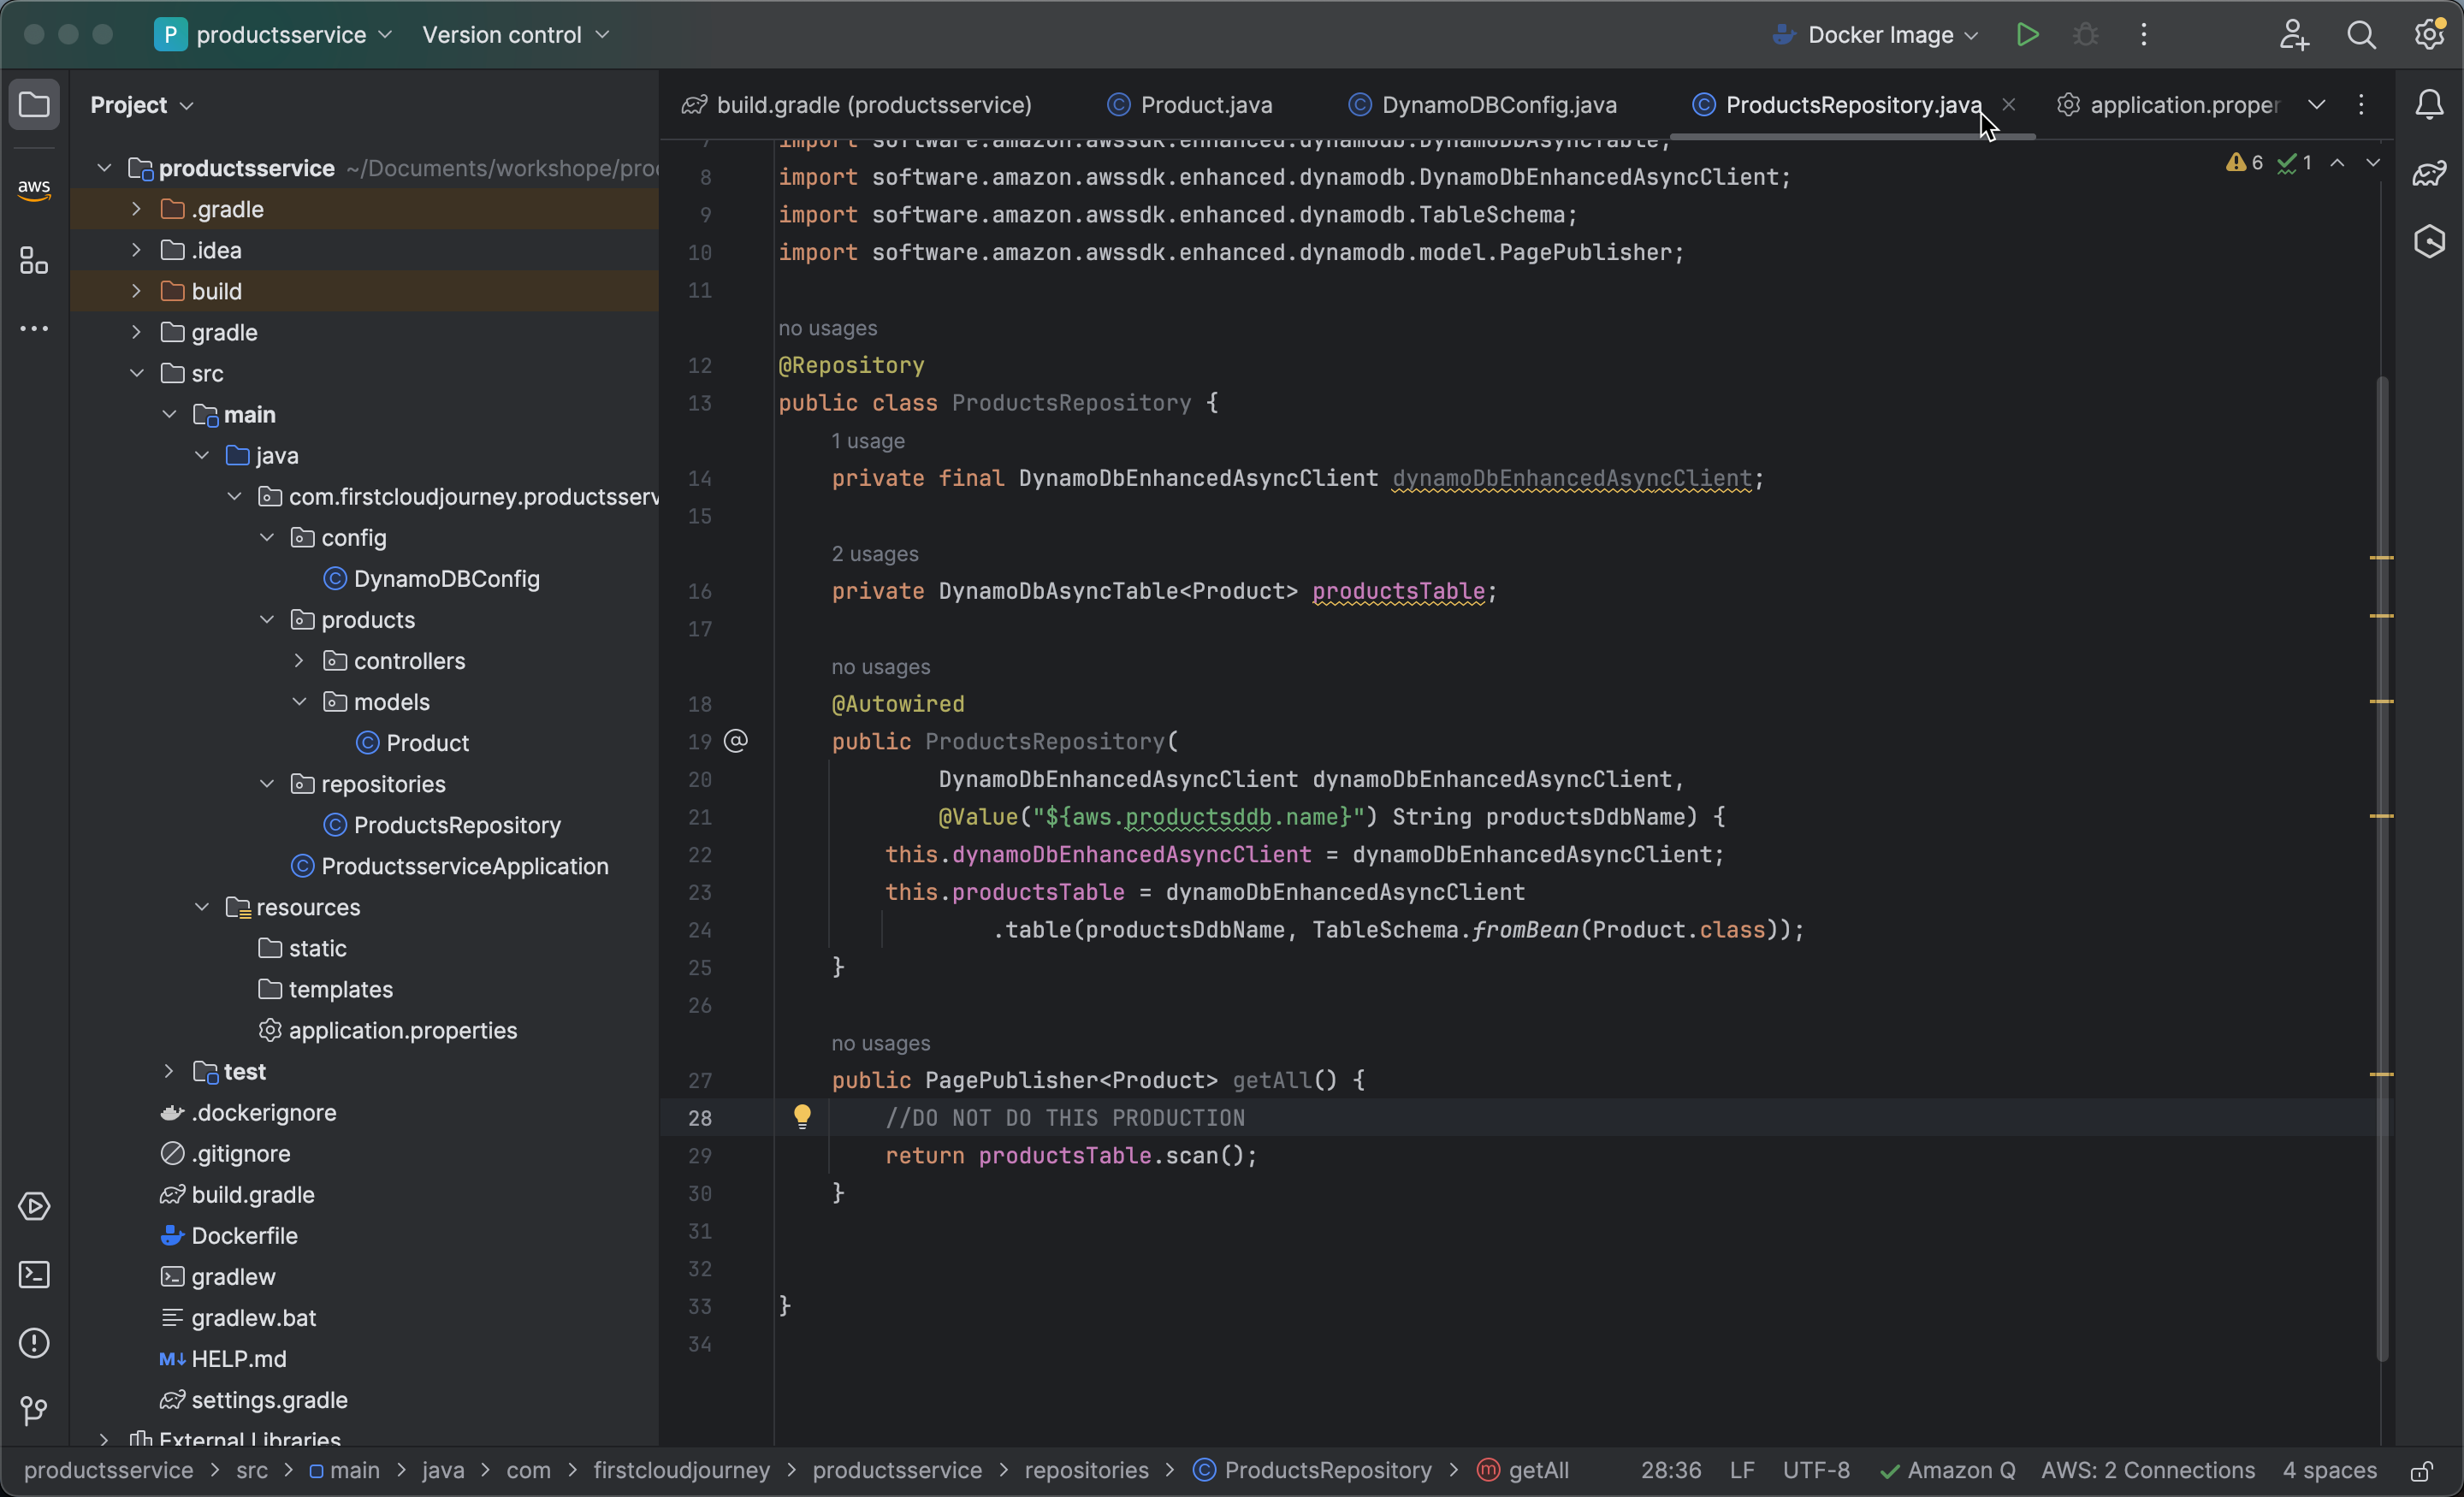 P productsservice Version control Docker Image
Project
build.gradle (productsservice) Product.java DynamoDBConfig.java ProductsRepository.java application.proper
aws
productsservice ~/Documents/workshope/proc
.gradle
.idea
build
gradle
src
main
java
com.firstcloudjourney.productsserv
config
DynamoDBConfig
products
controllers
models
Product
repositories
ProductsRepository
ProductsserviceApplication
resources
static
templates
application.properties
test
.dockerignore
.gitignore
build.gradle
Dockerfile
gradlew
gradlew.bat
M↓ HELP.md
settings.gradle
External Libraries
6 1
7 import software.amazon.awssdk.enhanced.dynamodb.DynamoDbAsyncTable;
8 import software.amazon.awssdk.enhanced.dynamodb.DynamoDbEnhancedAsyncClient;
9 import software.amazon.awssdk.enhanced.dynamodb.TableSchema;
10 import software.amazon.awssdk.enhanced.dynamodb.model.PagePublisher;
11
no usages
12 @Repository
13 public class ProductsRepository {
1 usage
14 private final DynamoDbEnhancedAsyncClient dynamoDbEnhancedAsyncClient;
15
2 usages
16 private DynamoDbAsyncTable<Product> productsTable;
17
no usages
18 @Autowired
19 @ public ProductsRepository(
20 DynamoDbEnhancedAsyncClient dynamoDbEnhancedAsyncClient,
21 @Value("${aws.productsddb.name}") String productsDdbName) {
22 this.dynamoDbEnhancedAsyncClient = dynamoDbEnhancedAsyncClient;
23 this.productsTable = dynamoDbEnhancedAsyncClient
24 .table(productsDdbName, TableSchema.fromBean(Product.class));
25 }
26
no usages
27 public PagePublisher<Product> getAll() {
28 //DO NOT DO THIS PRODUCTION
29 return productsTable.scan();
30 }
31
32
33 }
34
productsservice > src > main > java > com > firstcloudjourney > productsservice > repositories > C ProductsRepository > m getAll 28:36 LF UTF-8 Amazon Q AWS: 2 Connections 4 spaces